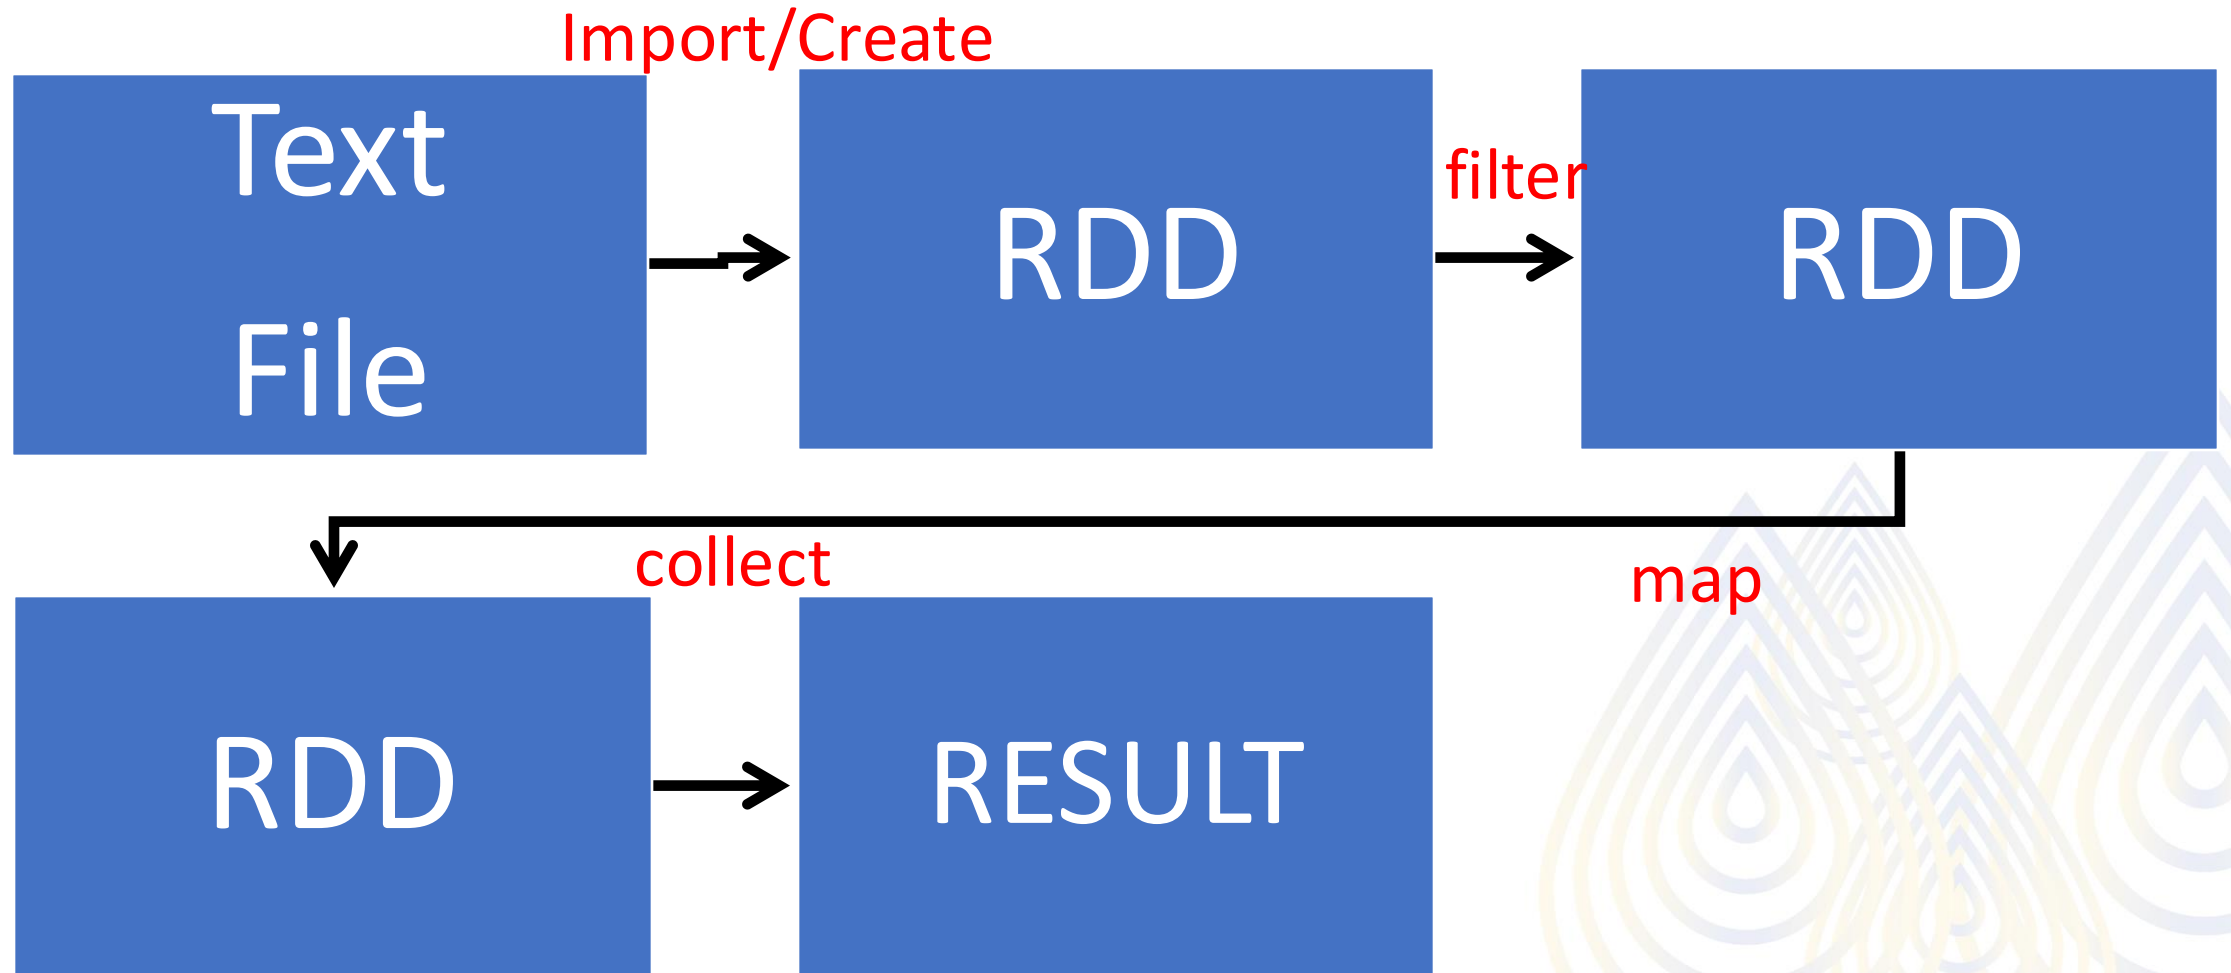 Import/Create
Text
File
RDD
filter
RDD
collect
map
RDD
RESULT